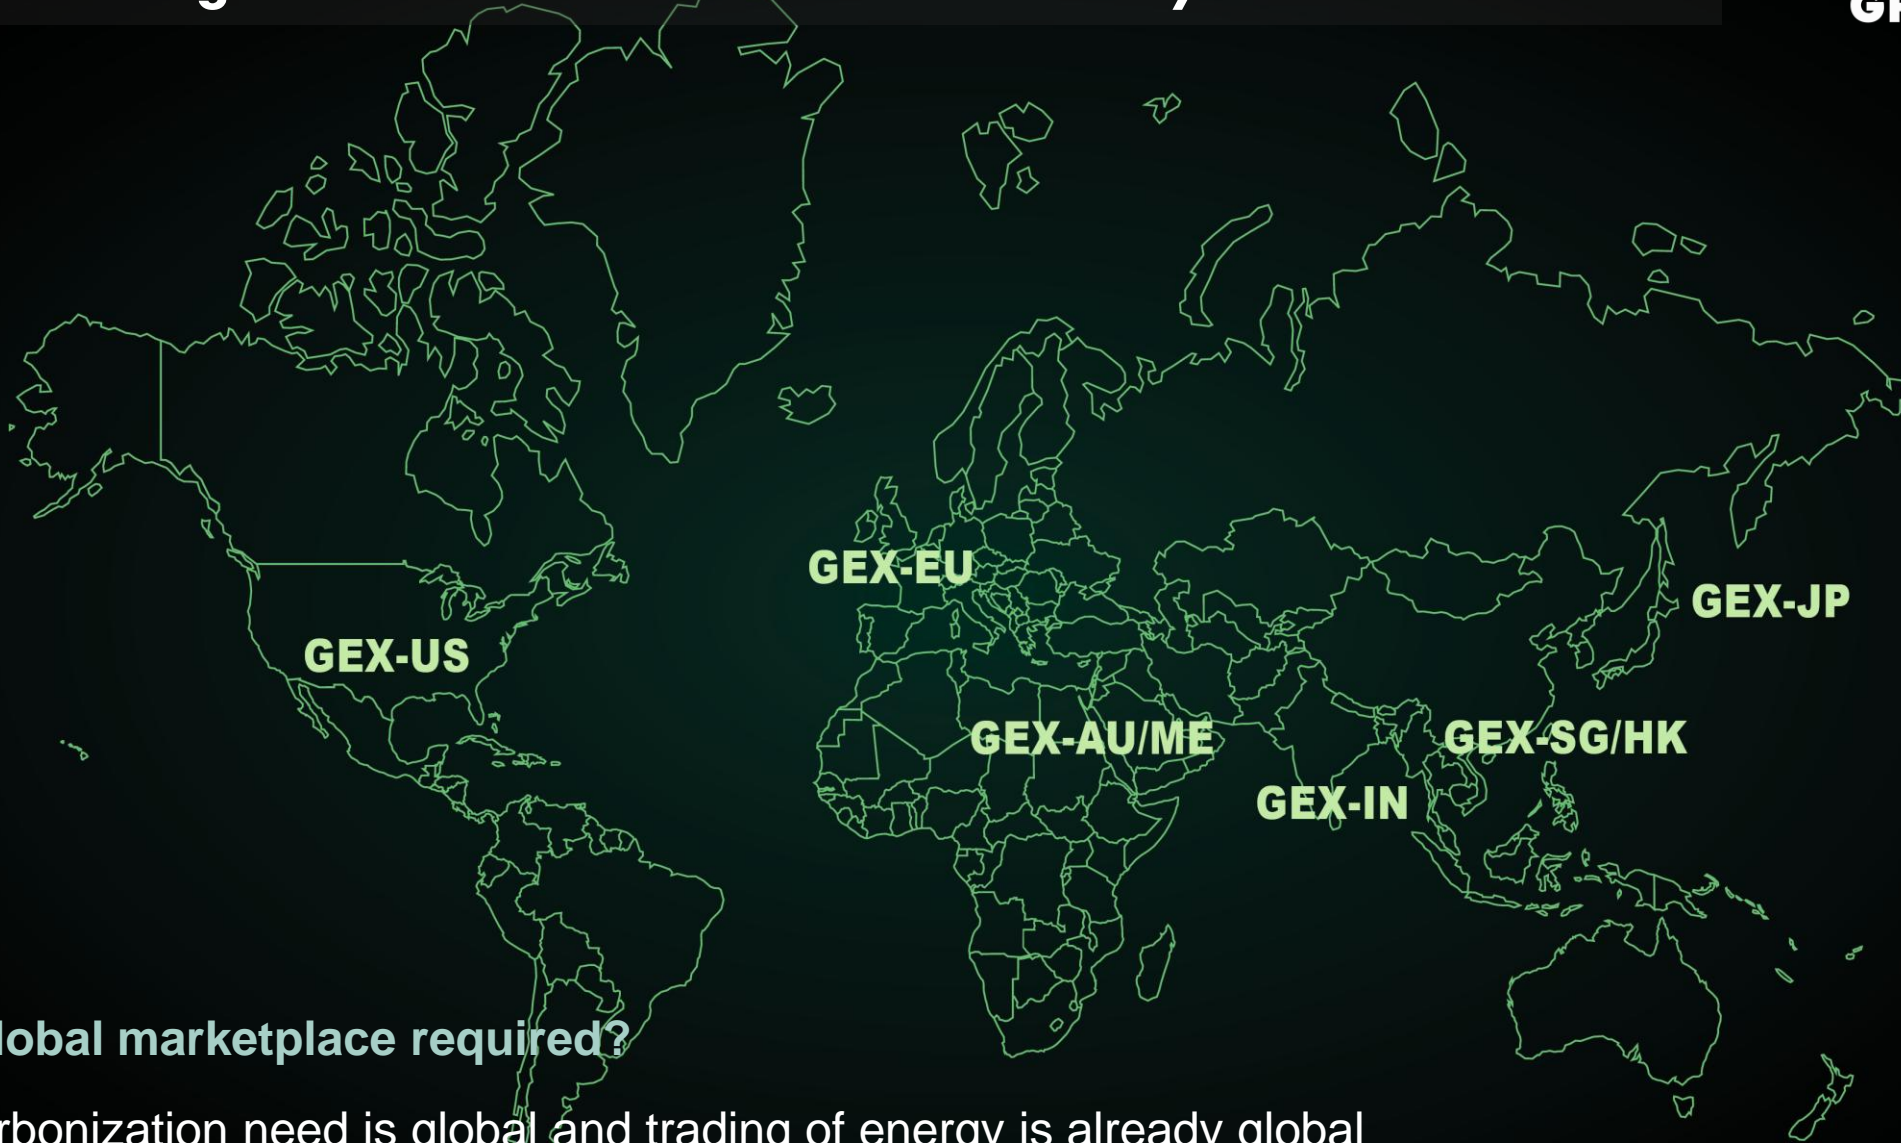 GEX-EU
GEX-JP
GEX-US
GEX-AU/ME
GEX-SG/HK
GEX-IN
lobal marketplace required?
rbonization need is global and trading of energy is already global